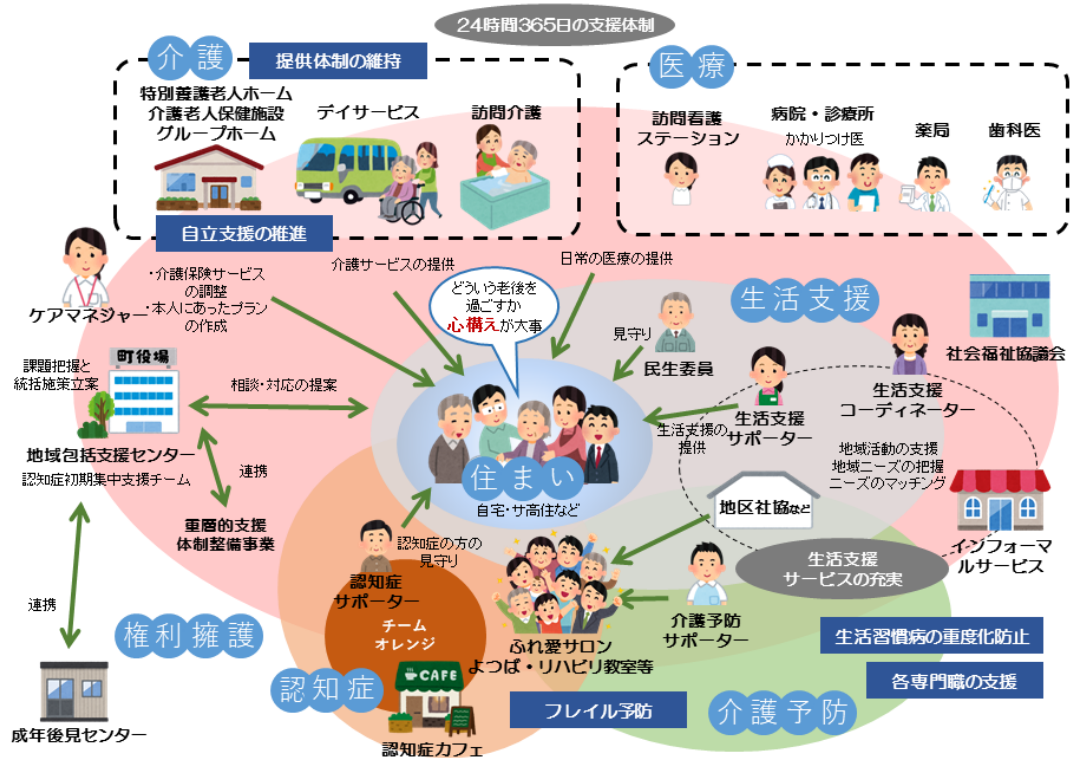 24時間365日の支援体制
介護
提供体制の維持
特別養護老人ホーム
介護老人保健施設
グループホーム
デイサービス
訪問介護
自立支援の推進
医療
訪問看護
ステーション
病院・診療所
かかりつけ医
薬局
歯科医
ケアマネジャー
・介護保険サービス
の調整
・本人にあったプラン
の作成
介護サービスの提供
日常の医療の提供
どういう老後を
過ごすか
心構えが大事
見守り
民生委員
生活支援
社会福祉協議会
生活支援
コーディネーター
生活支援
サポーター
生活支援の
提供
地域活動の支援
地域ニーズの把握
ニーズのマッチング
課題把握と
統括施策立案
町役場
相談・対応の提案
地域包括支援センター
認知症初期集中支援チーム
連携
重層的支援
体制整備事業
住まい
自宅・サ高住など
地区社協など
インフォーマ
ルサービス
生活支援
サービスの充実
認知症の方の
見守り
認知症
サポーター
チーム
オレンジ
CAFE
認知症カフェ
認知症
ふれ愛サロン
よつば・リハビリ教室等
介護予防
サポーター
連携
権利擁護
成年後見センター
フレイル予防
介護予防
生活習慣病の重度化防止
各専門職の支援